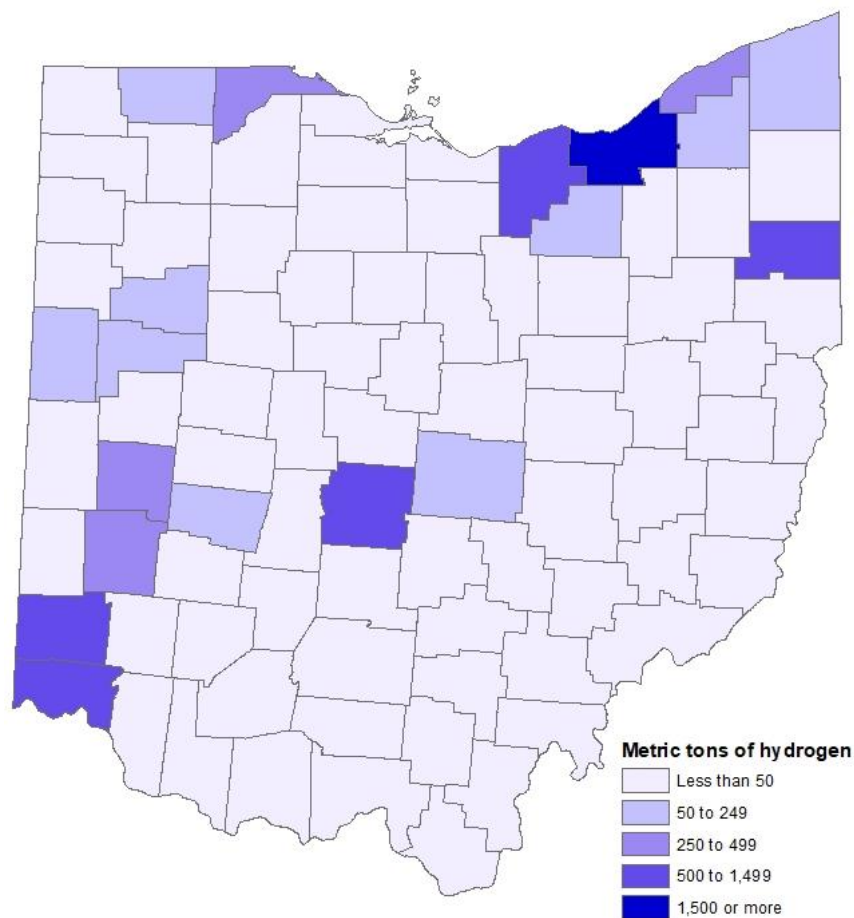 Metric tons of hydrogen
Less than 50
50 to 249
250 to 499
500 to 1,499
1,500 or more